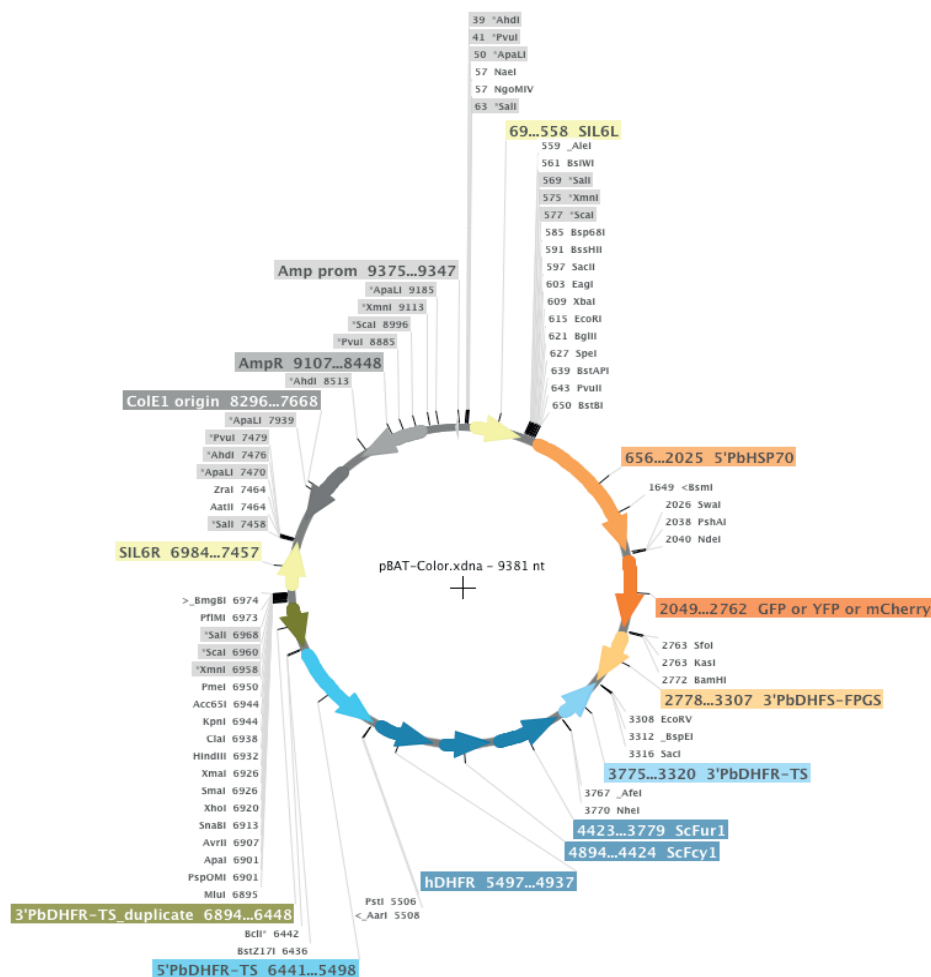 39 *AhdI
41 *PvuI
50 *ApaLI
57 NaeI
57 NgoMIV
63 *SalI
69...558 SIL6L
559 _AleI
561 BsiWI
569 *SalI
575 *XmnI
577 *ScaI
585 Bsp68I
591 BssHII
597 SacII
603 EagI
609 XbaI
615 EcoRI
621 BglII
627 SpeI
639 BstAPI
643 PvuII
650 BstBI
656...2025 5'PbHSP70
1649 <BsmI
2026 SwaI
2038 PshAI
2040 NdeI
2049...2762 GFP or YFP or mCherry
2763 SfoI
2763 KasI
2772 BamHI
2778...3307 3'PbDHFS-FPGS
3308 EcoRV
3312 _BspEI
3316 SacI
3775...3320 3'PbDHFR-TS
3767 _AfeI
3770 NheI
4423...3779 ScFur1
4894...4424 ScFcy1
hDHFR 5497...4937
PstI 5506
<_AarI 5508
5'PbDHFR-TS 6441...5498
BstZ17I 6436
BclI* 6442
3'PbDHFR-TS_duplicate 6894...6448
MluI 6895
PspOMI 6901
ApaI 6901
AvrII 6907
SnaBI 6913
XhoI 6920
SmaI 6926
XmaI 6926
HindIII 6932
ClaI 6938
KpnI 6944
Acc65I 6944
PmeI 6950
*XmnI 6958
*ScaI 6960
*SalI 6968
PflMI 6973
>_BmgBI 6974
SIL6R 6984...7457
*SalI 7458
AatII 7464
ZraI 7464
*ApaLI 7470
*AhdI 7476
*PvuI 7479
*ApaLI 7939
ColE1 origin 8296...7668
*AhdI 8513
AmpR 9107...8448
*PvuI 8885
*ScaI 8996
*XmnI 9113
*ApaLI 9185
Amp prom 9375...9347
pBAT-Color.xdna – 9381 nt